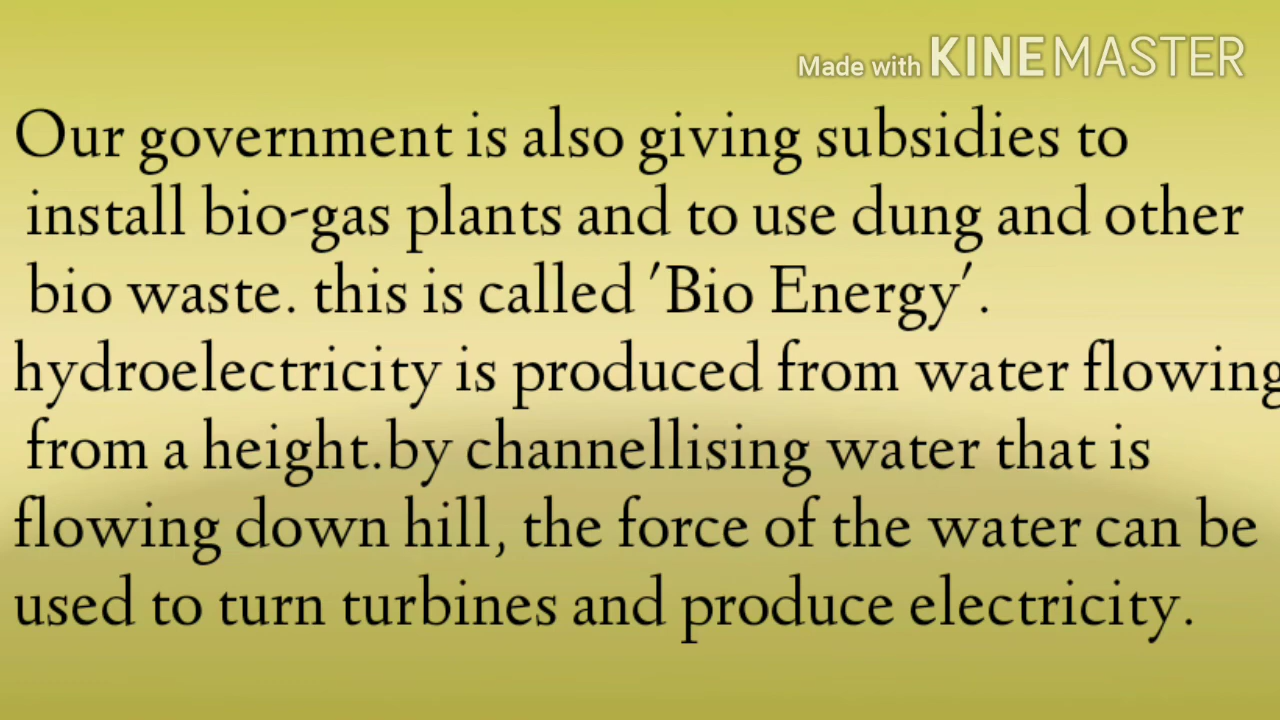 Made with KINEMASTER
Our government is also giving subsidies to
install bio-gas plants and to use dung and other
bio waste. this is called 'Bio Energy'.
hydroelectricity is produced from water flowing
from a height.by channellising water that is
flowing down hill, the force of the water can be
used to turn turbines and produce electricity.